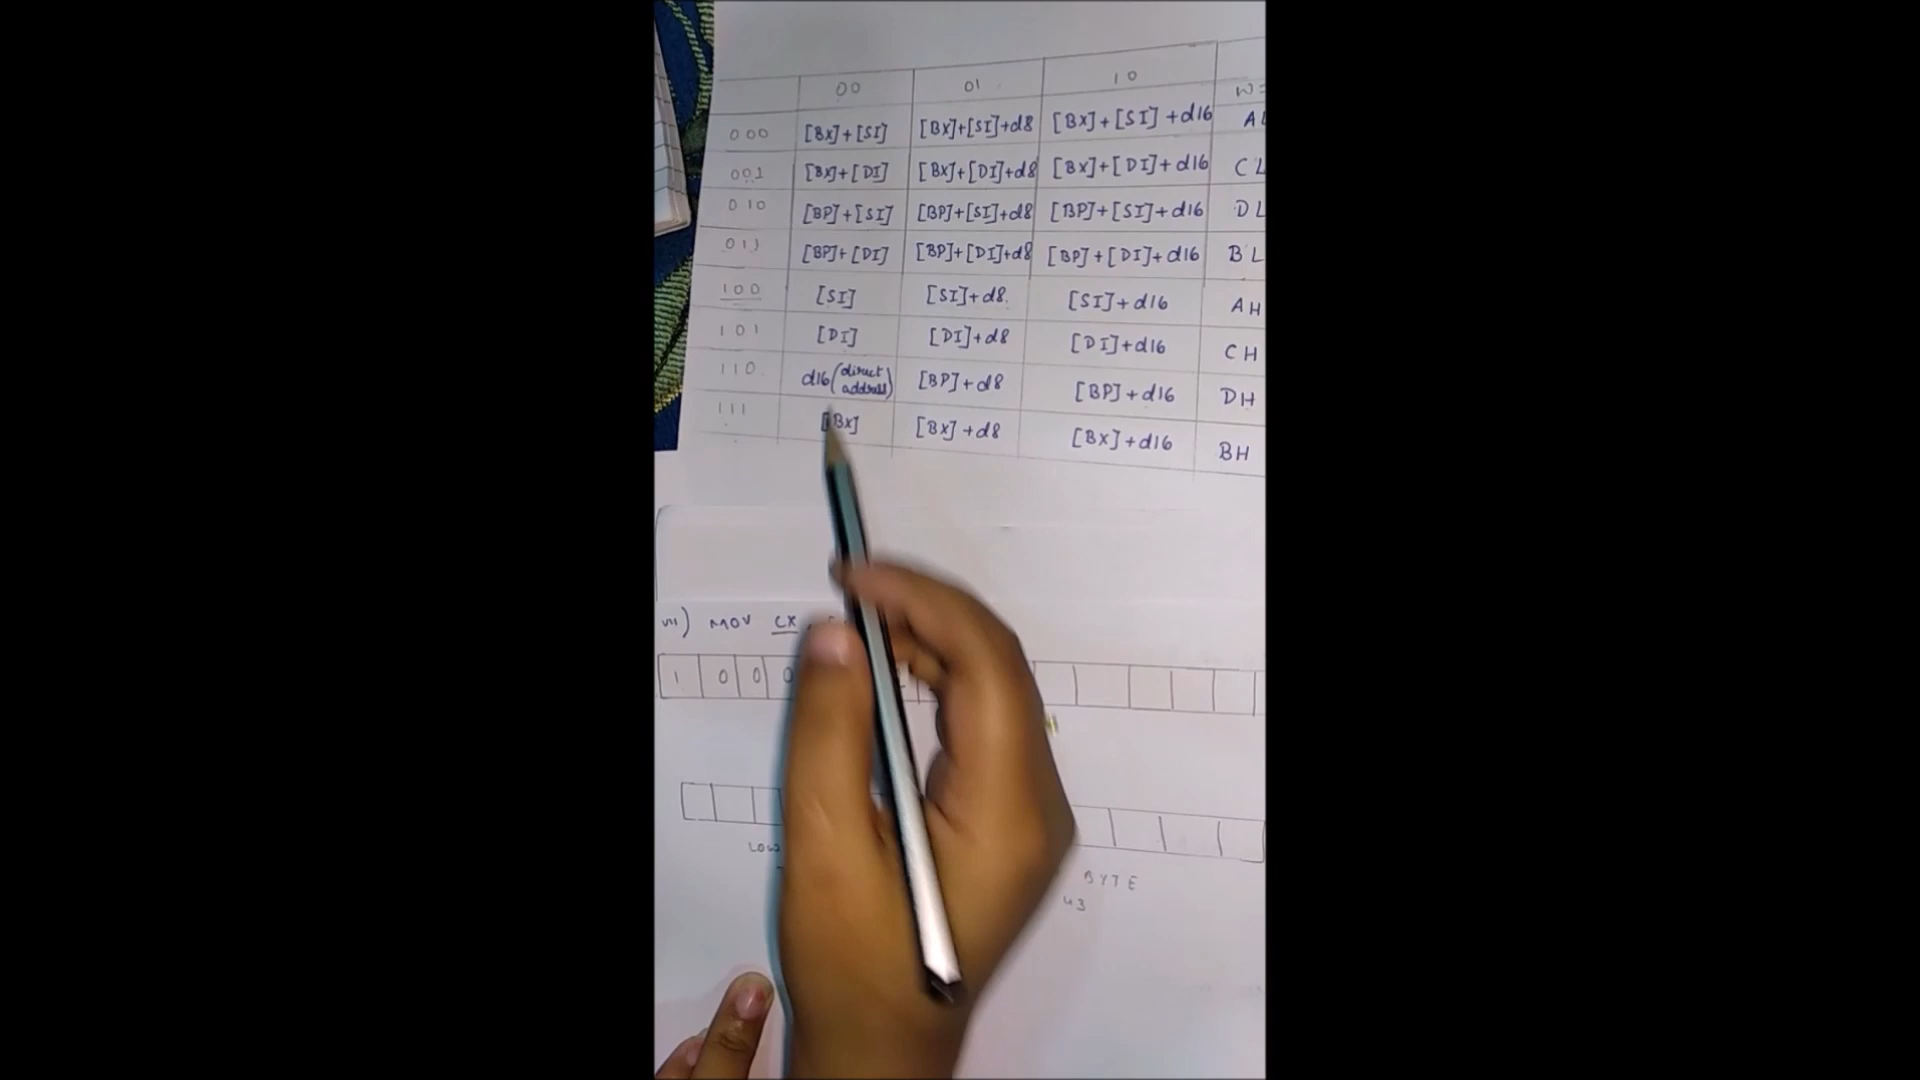 00 01 10 W=
000 [BX]+[SI] [BX]+[SI]+d8 [BX]+[SI]+d16 AL
001 [BX]+[DI] [BX]+[DI]+d8 [BX]+[DI]+d16 CL
010 [BP]+[SI] [BP]+[SI]+d8 [BP]+[SI]+d16 DL
011 [BP]+[DI] [BP]+[DI]+d8 [BP]+[DI]+d16 BL
100 [SI] [SI]+d8 [SI]+d16 AH
101 [DI] [DI]+d8 [DI]+d16 CH
110 d16(direct address) [BP]+d8 [BP]+d16 DH
111 [BX] [BX]+d8 [BX]+d16 BH
VII) MOV CX,
1 0 0 0
LOW BYTE
43